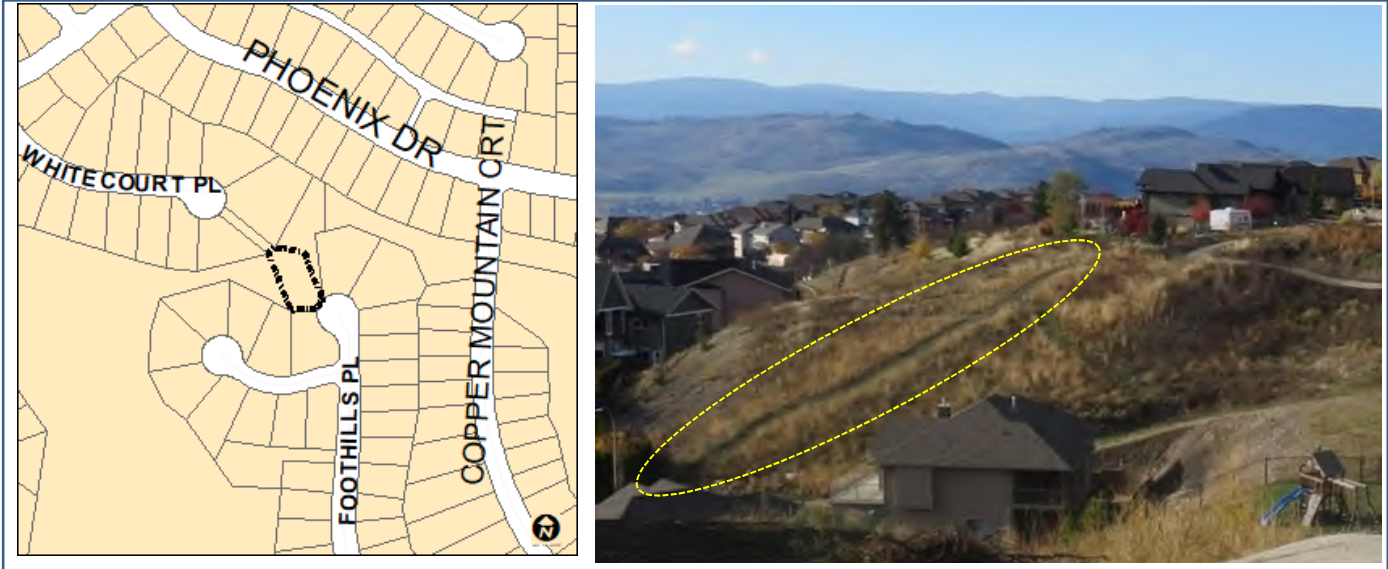 PHOENIX DR
WHITECOURT PL
COPPER MOUNTAIN CRT
FOOTHILLS PL
N